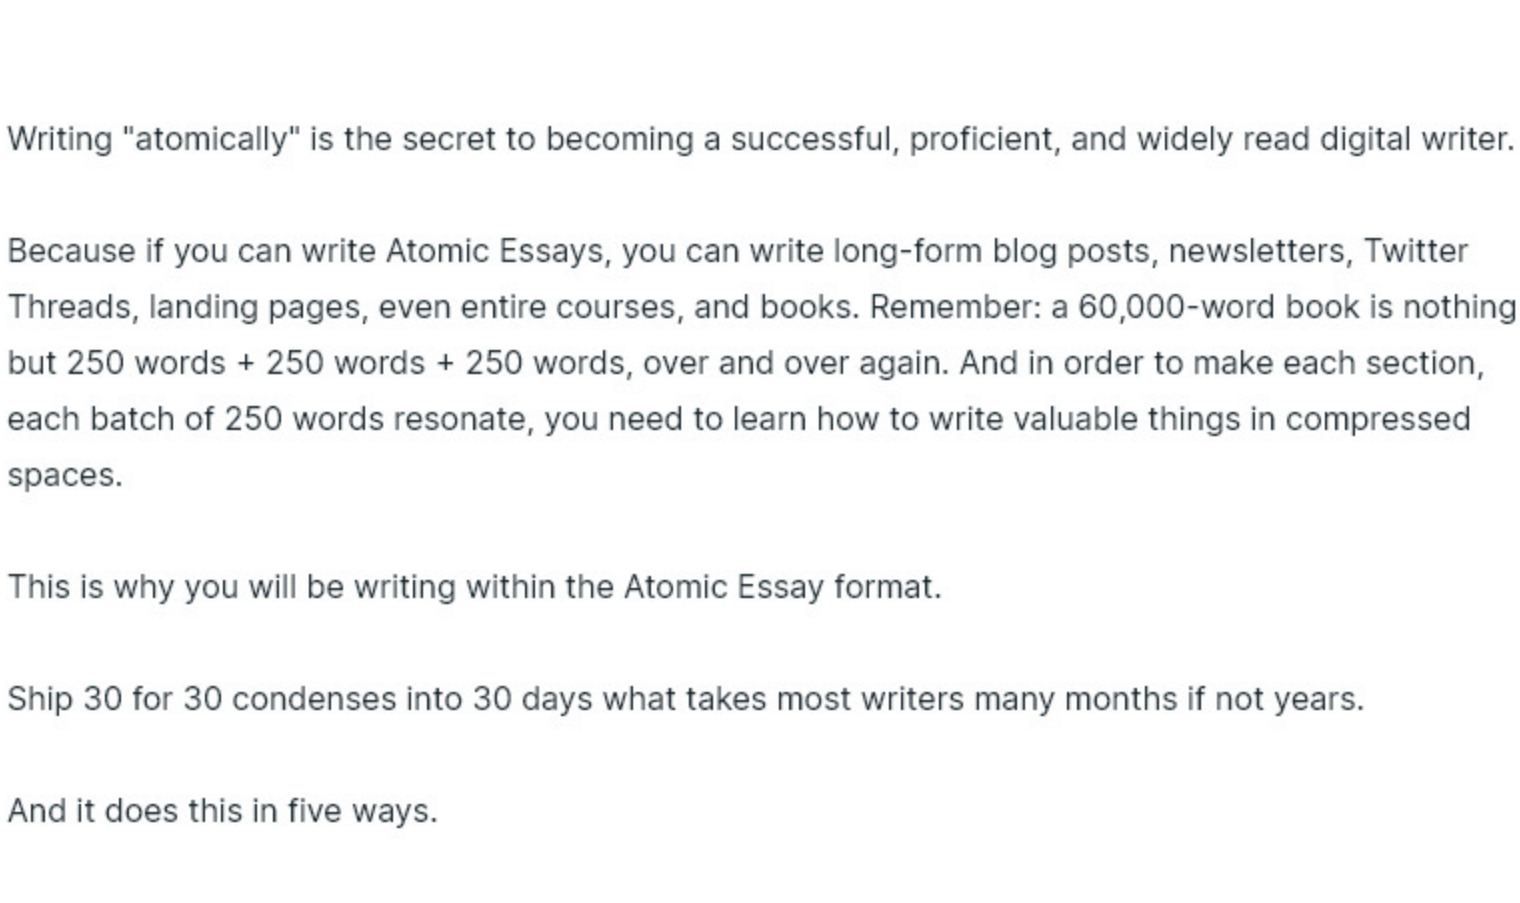 Writing "atomically" is the secret to becoming a successful, proficient, and widely read digital writer.
Because if you can write Atomic Essays, you can write long-form blog posts, newsletters, Twitter
Threads, landing pages, even entire courses, and books. Remember: a 60,000-word book is nothing
but 250 words + 250 words + 250 words, over and over again. And in order to make each section,
each batch of 250 words resonate, you need to learn how to write valuable things in compressed
spaces.
This is why you will be writing within the Atomic Essay format.
Ship 30 for 30 condenses into 30 days what takes most writers many months if not years.
And it does this in five ways.